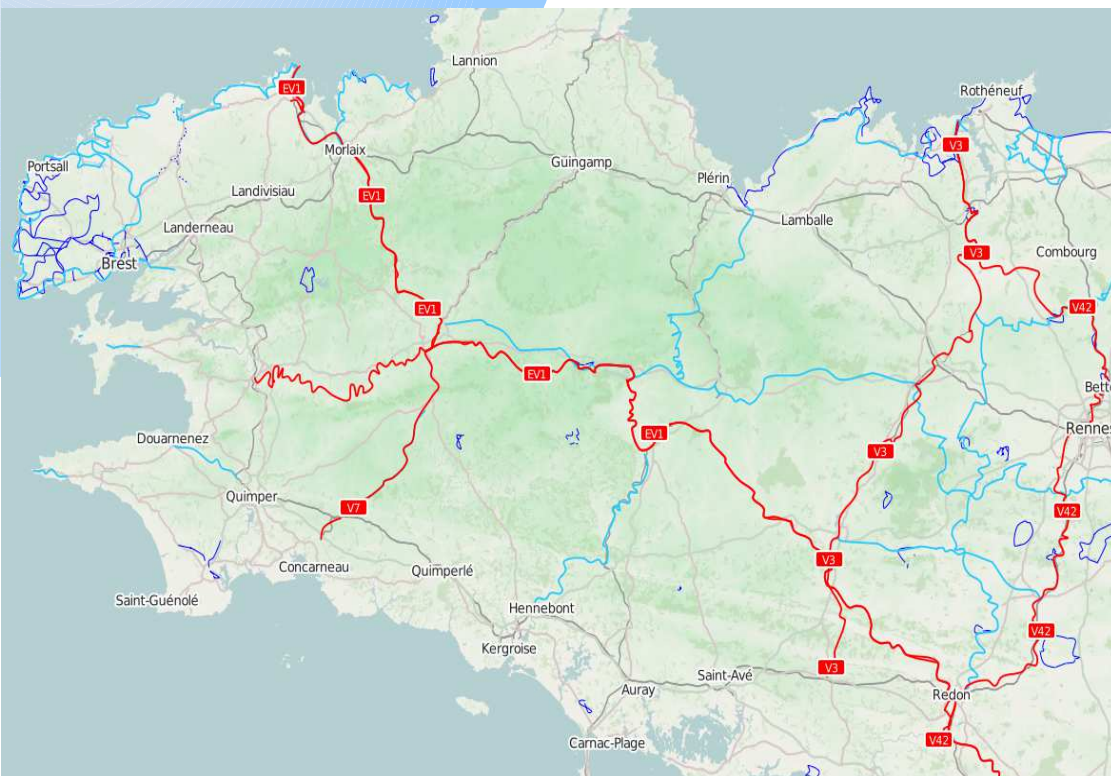 Lannion
EV1
Rothéneuf
V3
Morlaix
Portsall
Guingamp
Plérin
EV1
Landivisiau
Landerneau
Lamballe
V3
Combourg
Brest
EV1
V42
EV1
Bett
EV1
Rennes
Douarnenez
V3
Quimper
V7
V42
V3
Concarneau
Quimperlé
Saint-Guénolé
Hennebont
V42
Kergroise
V3
Saint-Avé
Auray
Redon
V42
Carnac-Plage